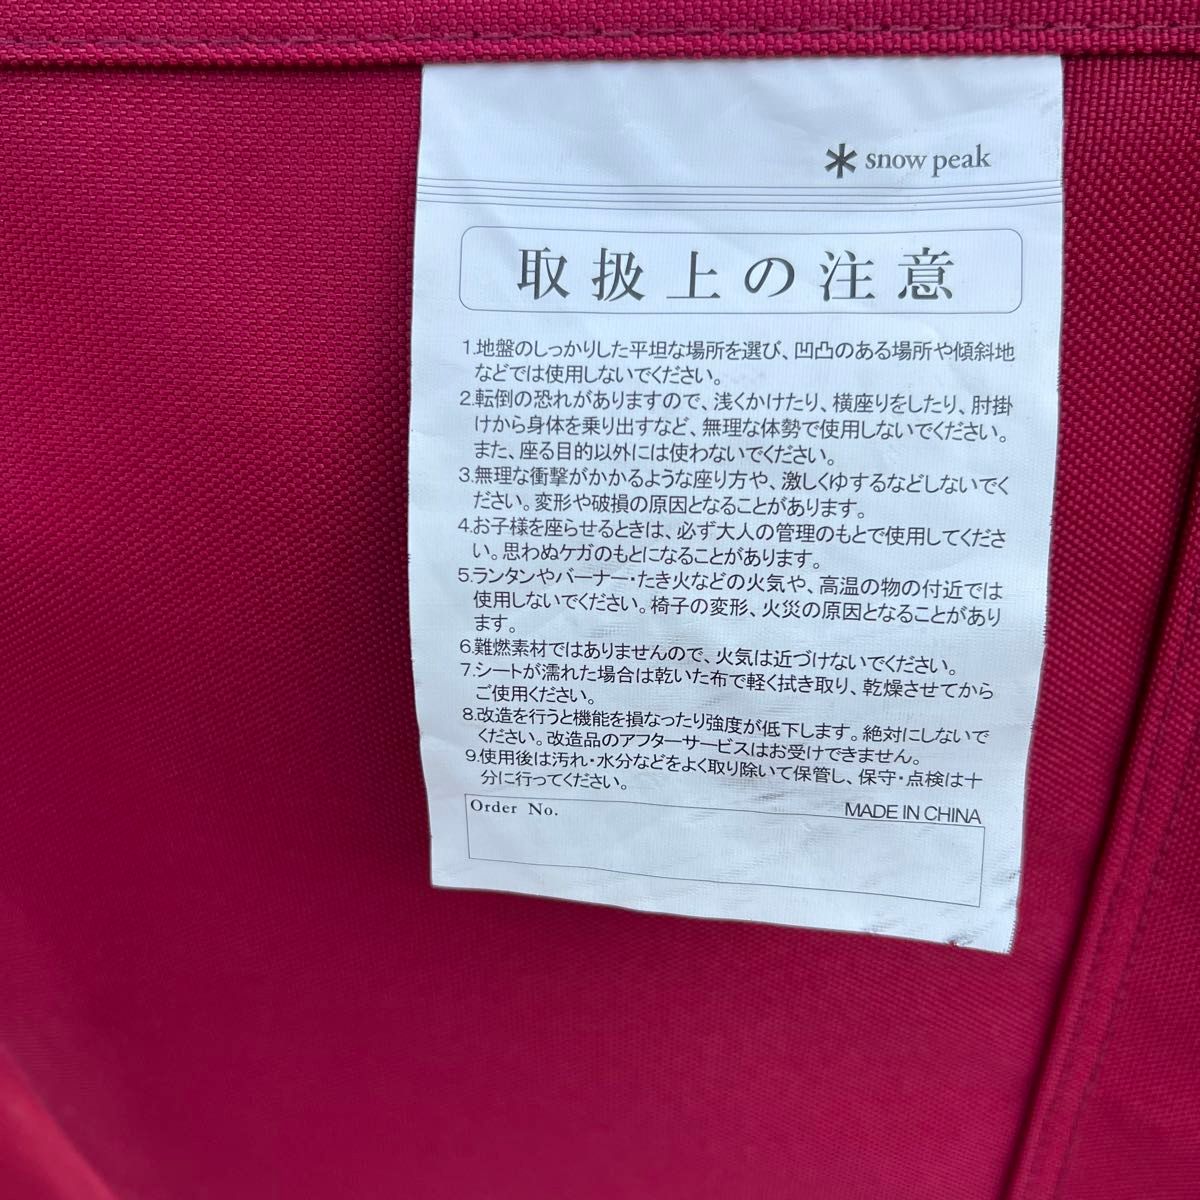 snow peak
取扱上の注意
1.地盤のしっかりした平坦な場所を選び、凹凸のある場所や傾斜地
などでは使用しないでください。
2.転倒の恐れがありますので、浅くかけたり、横座りをしたり、肘掛
けから身体を乗り出すなど、無理な体勢で使用しないでください。
また、座る目的以外には使わないでください。
3.無理な衝撃がかかるような座り方や、激しくゆするなどしないでく
ださい。変形や破損の原因となることがあります。
4.お子様を座らせるときは、必ず大人の管理のもとで使用してくださ
い。思わぬケガのもとになることがあります。
5.ランタンやバーナー・たき火などの火気や、高温の物の付近では
使用しないでください。椅子の変形、火災の原因となることがあり
ます。
6.難燃素材ではありませんので、火気は近づけないでください。
7.シートが濡れた場合は乾いた布で軽く拭き取り、乾燥させてから
ご使用ください。
8.改造を行うと機能を損なったり強度が低下します。絶対にしないで
ください。改造品のアフターサービスはお受けできません。
9.使用後は汚れ・水分などをよく取り除いて保管し、保守・点検は十
分に行ってください。
Order No.
MADE IN CHINA